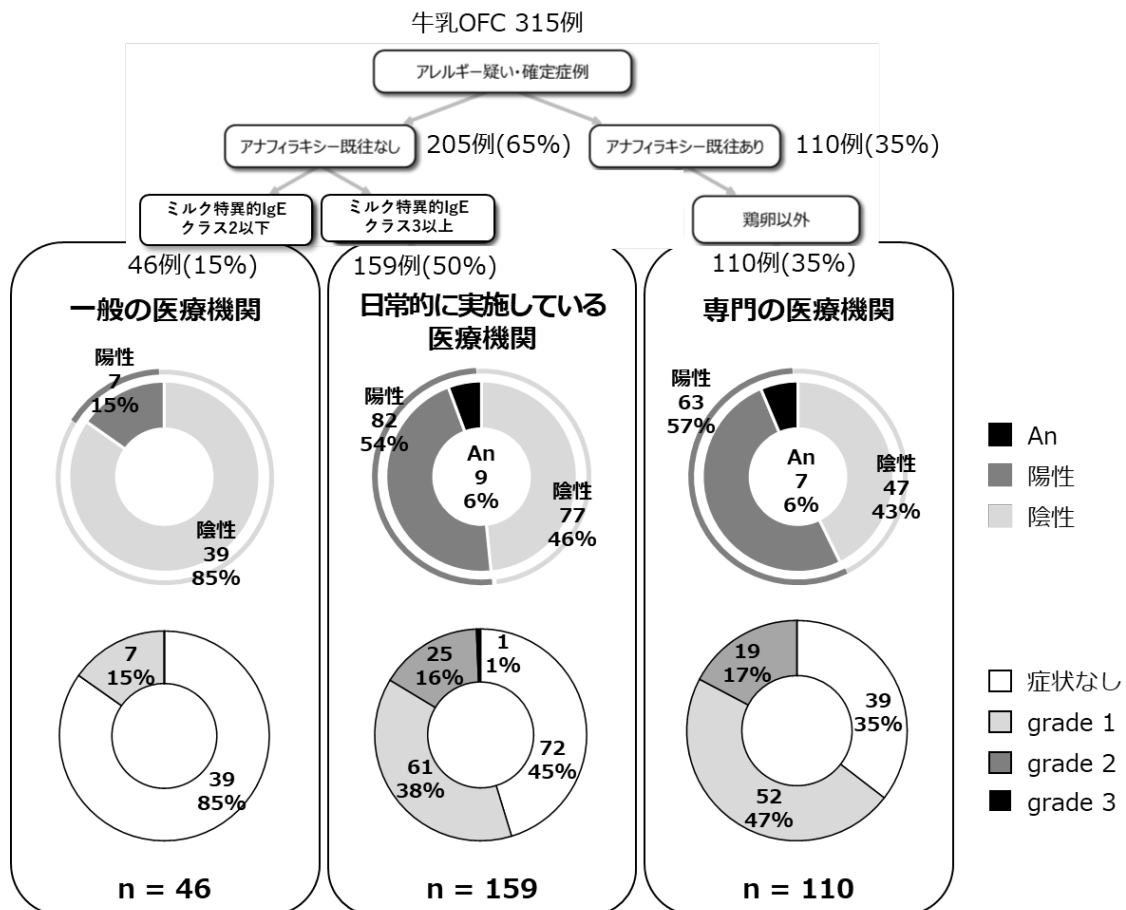 牛乳OFC 315例
アレルギー疑い・確定症例
アナフィラキシー既往なし
205例(65%)
アナフィラキシー既往あり
110例(35%)
ミルク特異的IgE
クラス2以下
ミルク特異的IgE
クラス3以上
鶏卵以外
46例(15%)
159例(50%)
110例(35%)
一般の医療機関
日常的に実施している
医療機関
専門の医療機関
陽性
7
15%
陰性
39
85%
陽性
82
54%
An
9
6%
陰性
77
46%
陽性
63
57%
An
7
6%
陰性
47
43%
An
陽性
陰性
7
15%
39
85%
1
1%
25
16%
61
38%
72
45%
19
17%
39
35%
52
47%
症状なし
grade 1
grade 2
grade 3
n = 46
n = 159
n = 110